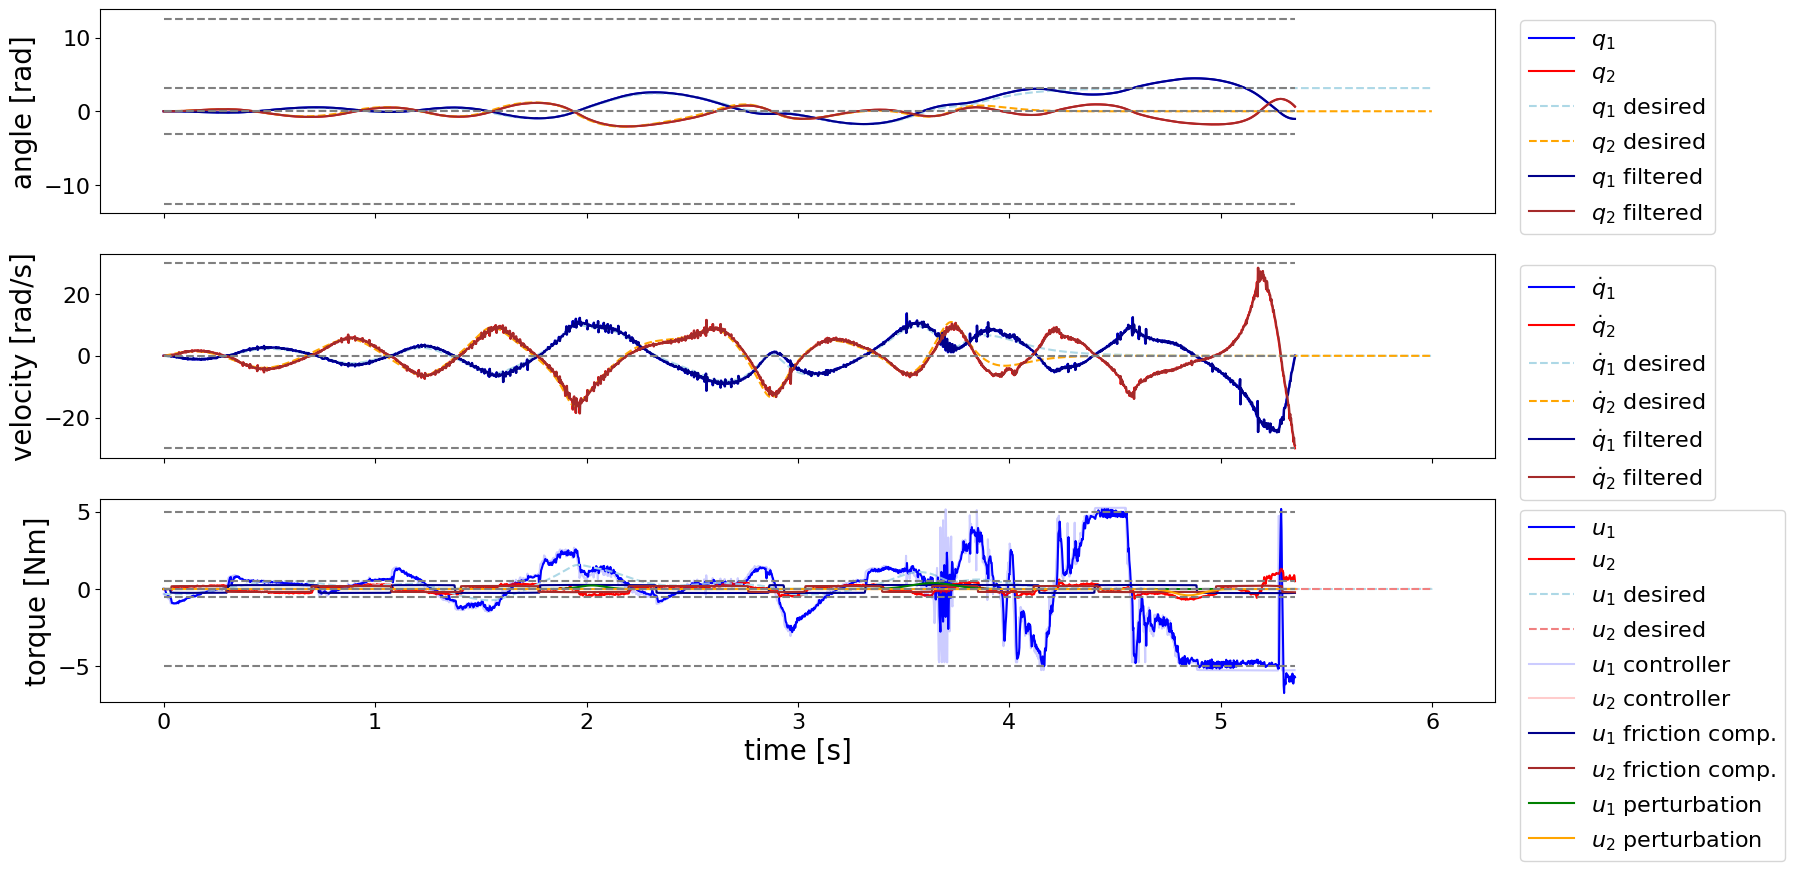 angle [rad]
10
0
−10
q₁
q₂
q₁ desired
q₂ desired
q₁ filtered
q₂ filtered
velocity [rad/s]
20
0
−20
q̇₁
q̇₂
q̇₁ desired
q̇₂ desired
q̇₁ filtered
q̇₂ filtered
torque [Nm]
5
0
−5
0 1 2 3 4 5 6
time [s]
u₁
u₂
u₁ desired
u₂ desired
u₁ controller
u₂ controller
u₁ friction comp.
u₂ friction comp.
u₁ perturbation
u₂ perturbation